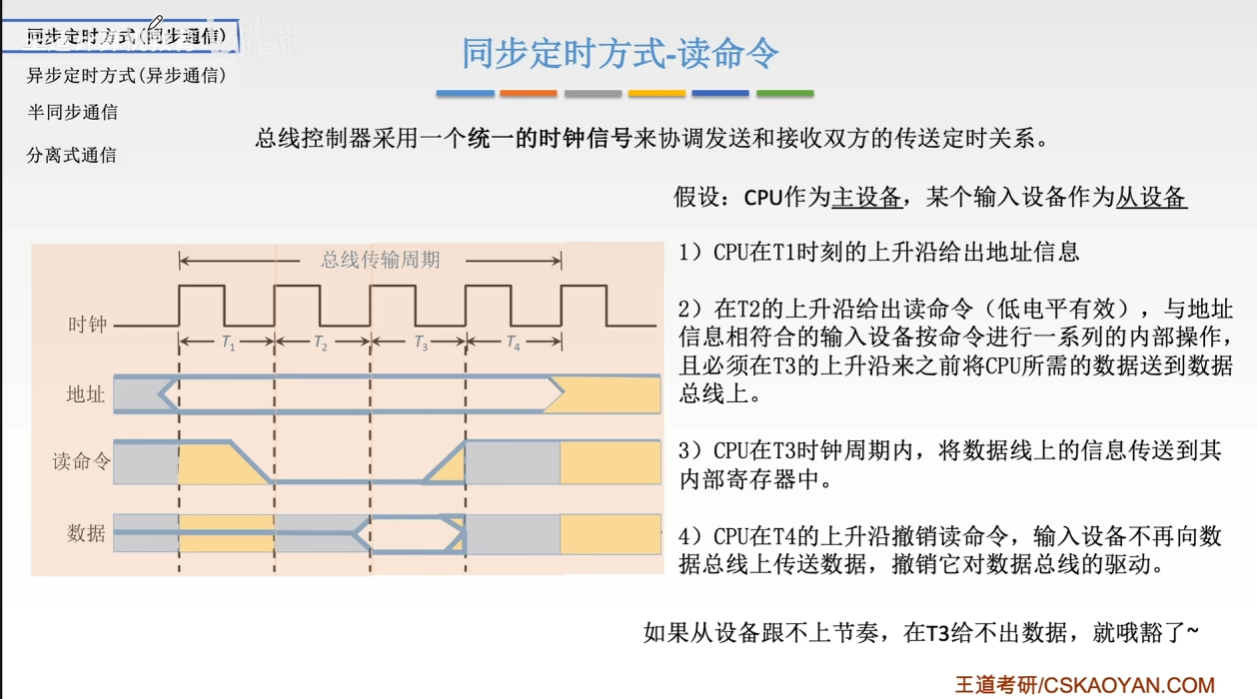 同步定时方式(同步通信)
异步定时方式(异步通信)
半同步通信
分离式通信
同步定时方式-读命令
总线控制器采用一个统一的时钟信号来协调发送和接收双方的传送定时关系。
假设：CPU作为主设备，某个输入设备作为从设备
总线传输周期
时钟
T1 T2 T3 T4
地址
读命令
数据
1）CPU在T1时刻的上升沿给出地址信息
2）在T2的上升沿给出读命令（低电平有效），与地址
信息相符合的输入设备按命令进行一系列的内部操作，
且必须在T3的上升沿来之前将CPU所需的数据送到数据
总线上。
3）CPU在T3时钟周期内，将数据线上的信息传送到其
内部寄存器中。
4）CPU在T4的上升沿撤销读命令，输入设备不再向数
据总线上传送数据，撤销它对数据总线的驱动。
如果从设备跟不上节奏，在T3给不出数据，就哦豁了~
王道考研/CSKAOYAN.COM